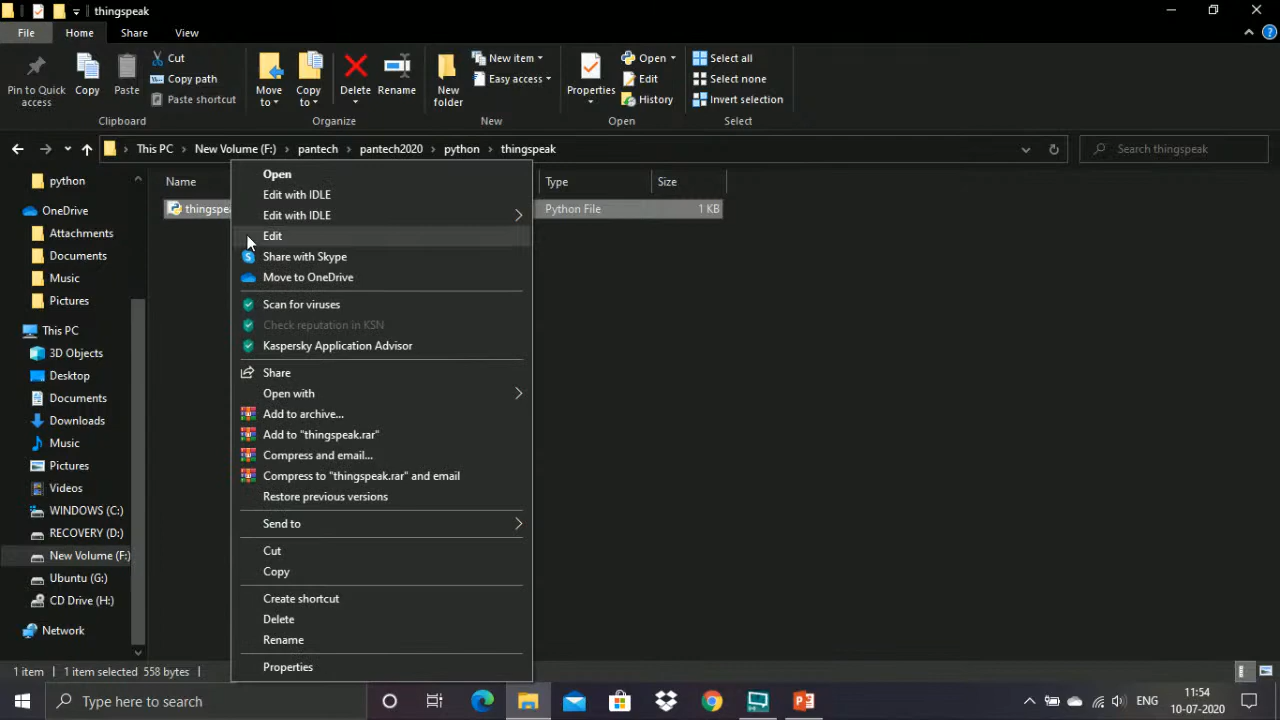 thingspeak
File Home Share View
Pin to Quick access
Copy
Paste
Cut
Copy path
Paste shortcut
Clipboard
Move to
Copy to
Delete
Rename
Organize
New folder
New item
Easy access
New
Properties
Open
Edit
History
Open
Select all
Select none
Invert selection
Select
This PC > New Volume (F:) > pantech > pantech2020 > python > thingspeak
Search thingspeak
python
OneDrive
Attachments
Documents
Music
Pictures
This PC
3D Objects
Desktop
Documents
Downloads
Music
Pictures
Videos
WINDOWS (C:)
RECOVERY (D:)
New Volume (F:)
Ubuntu (G:)
CD Drive (H:)
Network
Name Type Size
Python File 1 KB
Open
Edit with IDLE
Edit with IDLE
Edit
Share with Skype
Move to OneDrive
Scan for viruses
Check reputation in KSN
Kaspersky Application Advisor
Share
Open with
Add to archive...
Add to "thingspeak.rar"
Compress and email...
Compress to "thingspeak.rar" and email
Restore previous versions
Send to
Cut
Copy
Create shortcut
Delete
Rename
Properties
1 item 1 item selected 558 bytes
Type here to search
ENG
11:54
10-07-2020